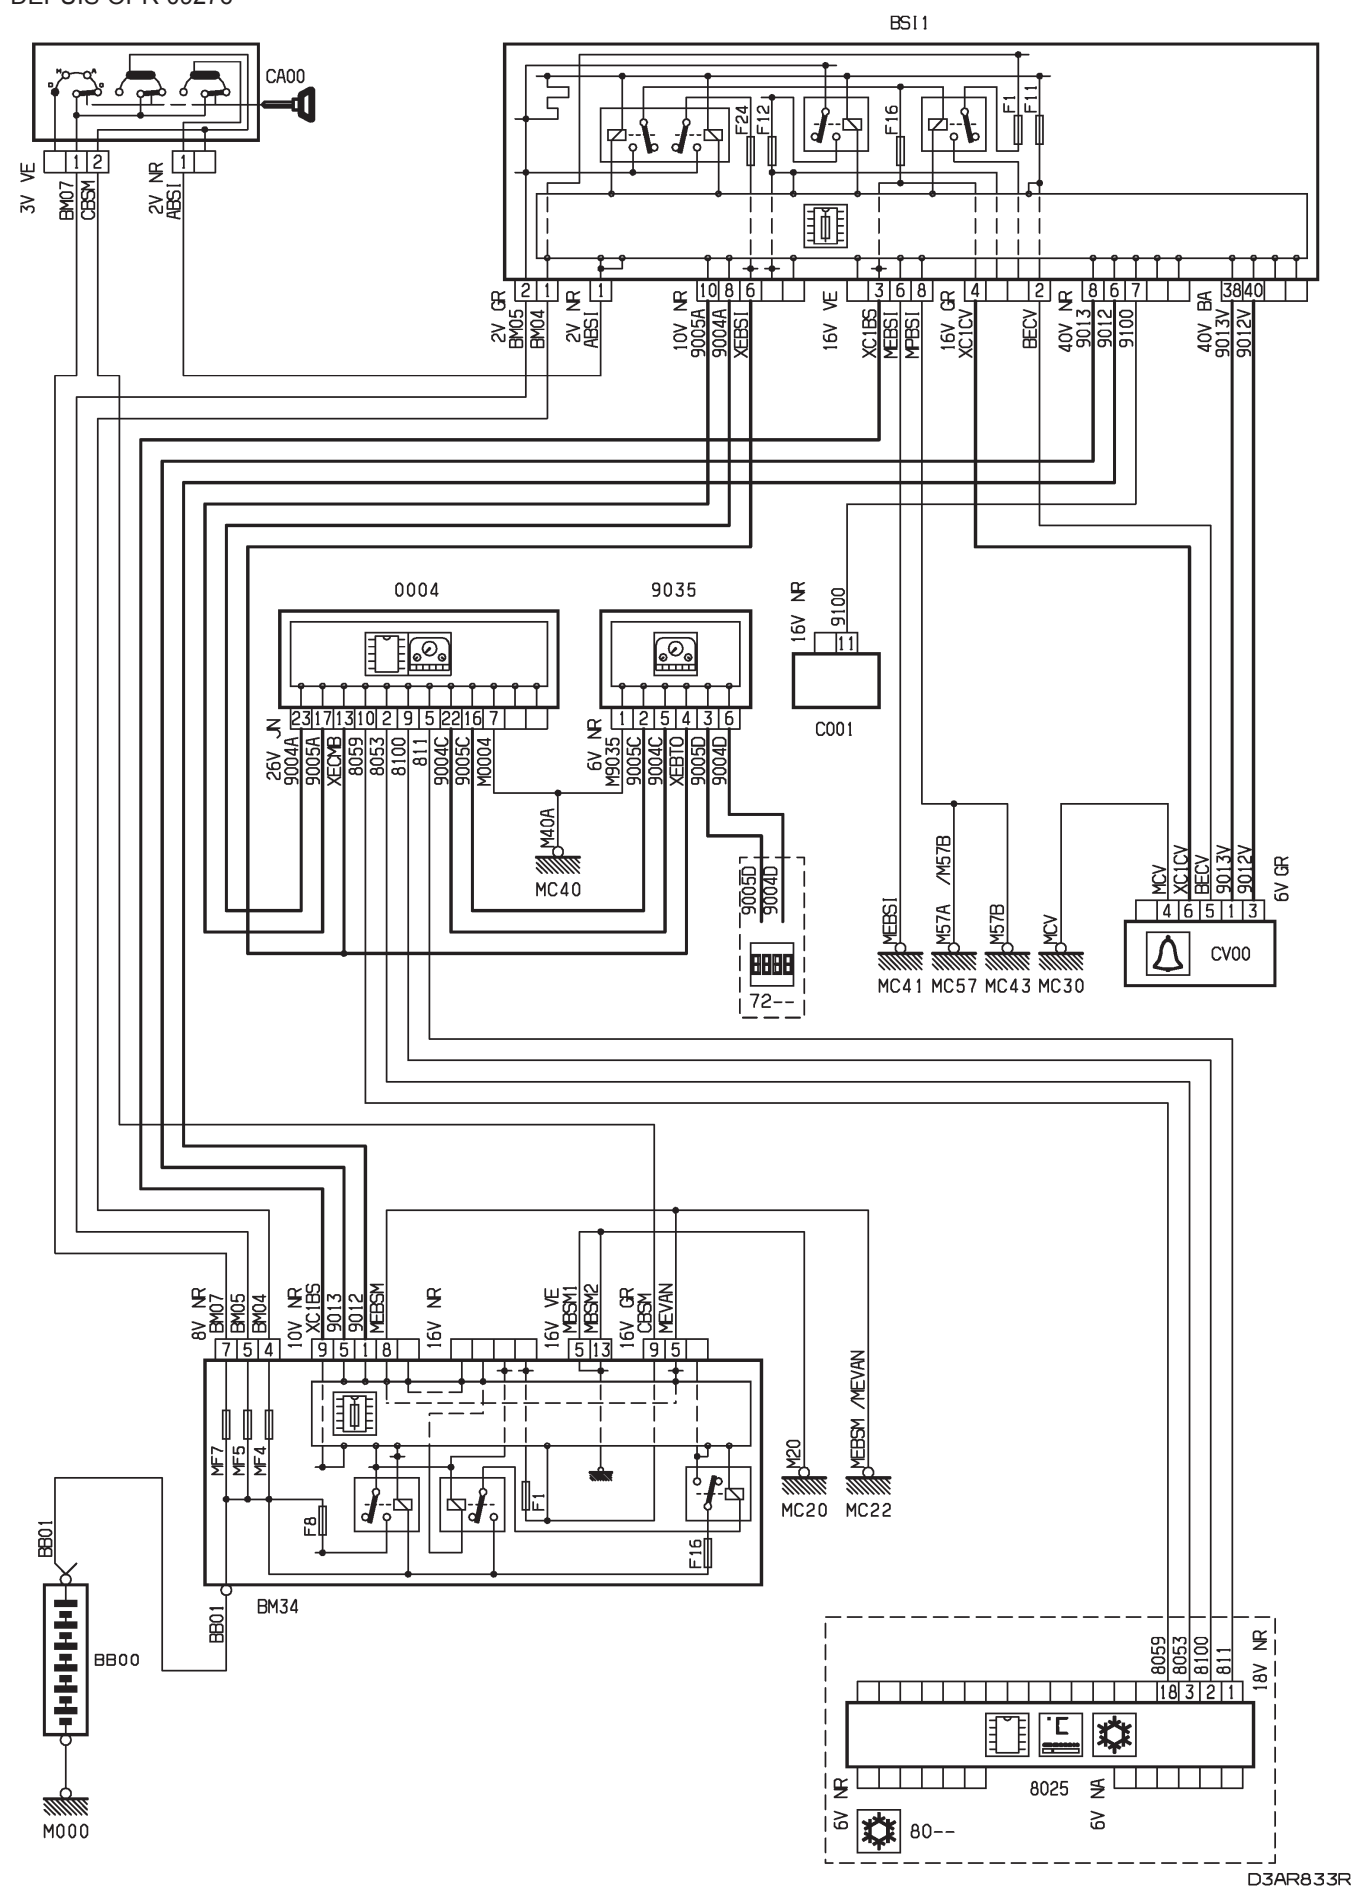 BSI1
CA00
H
A
D
1
2
1
3V VE
BM07
CBSM
2V NR
ABSI
F24
F12
F16
F1
F11
2
1
1
10
8
6
3
6
8
4
2
8
6
7
38
40
2V GR
BM05
BM04
2V NR
ABSI
10V NR
9005A
9004A
XEBSI
16V VE
XC1BS
MEBSI
MPBSI
16V GR
XC1CV
BECV
40V NR
9013
9012
9100
40V BA
9013V
9012V
0004
9035
16V NR
9100
11
C001
23
17
13
10
2
9
5
22
16
7
26V JN
9004A
9005A
XECMB
8059
8053
8100
811
9004C
9005C
M0004
1
2
5
4
3
6
6V NR
M9035
9005C
9004C
XEBTO
9005D
9004D
M40A
MC40
9005D
9004D
72--
MEBSI
M57A /M57B
M57B
MCV
MC41
MC57
MC43
MC30
MCV
XC1CV
BECV
9013V
9012V
6V GR
4
6
5
1
3
CV00
8V NR
BM07
BM05
BM04
10V NR
XC1BS
9013
9012
MEBSM
16V NR
16V VE
MBSM1
MBSM2
16V GR
CBSM
MEVAN
7
5
4
9
5
1
8
5
13
9
5
MF7
MF5
MF4
F8
F1
F16
M20
MEBSM /MEVAN
MC20
MC22
BB01
BB01
BM34
BB00
M000
8059
8053
8100
811
18V NR
18
3
2
1
°C
6V NR
8025
6V NA
80--
D3AR833R